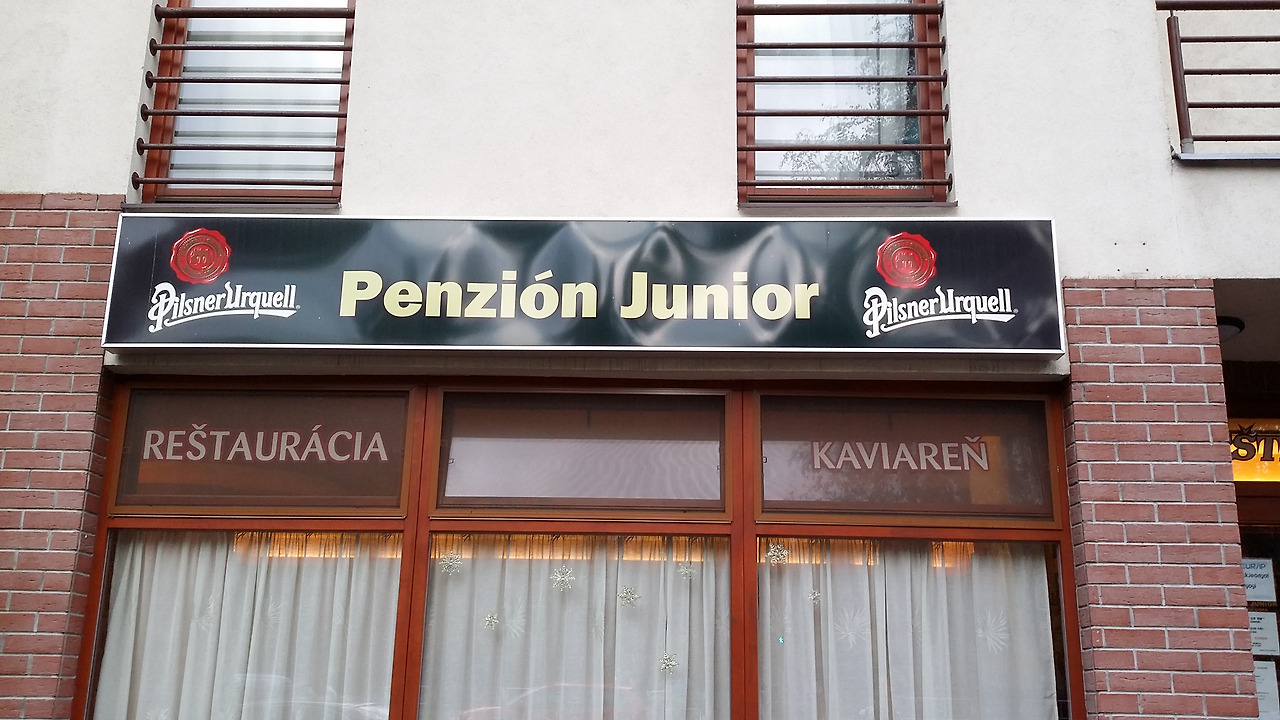 Pilsner Urquell
Penzión Junior
Pilsner Urquell
REŠTAURÁCIA
KAVIAREŇ